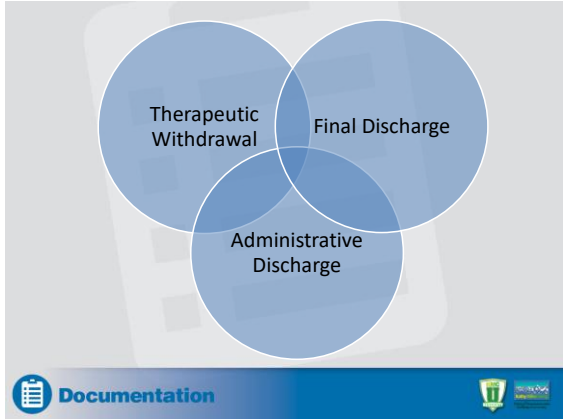 Therapeutic
Withdrawal
Final Discharge
Administrative
Discharge
Documentation